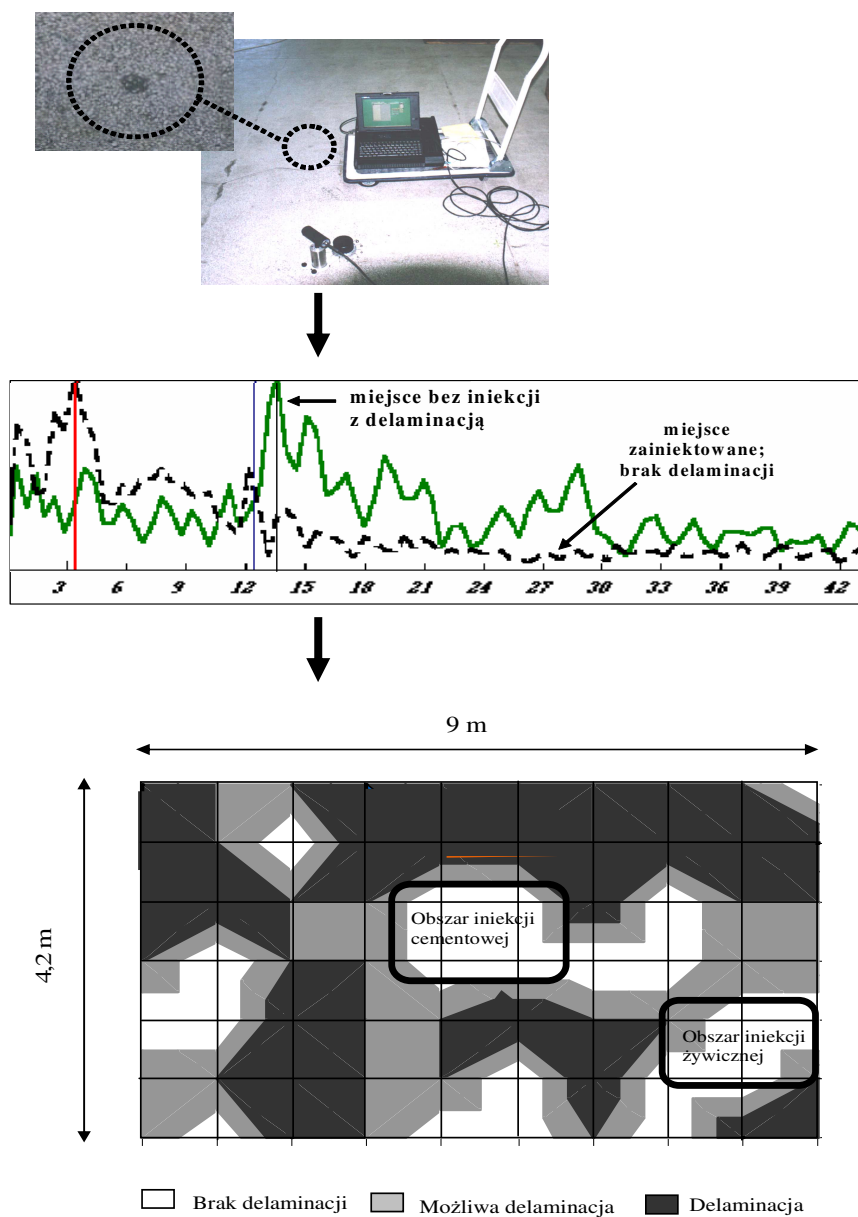 miejsce bez iniekcji
z delaminacją
miejsce
zainiektowane;
brak delaminacji
3 6 9 12 15 18 21 24 27 30 33 36 39 42
9 m
4,2 m
Obszar iniekcji
cementowej
Obszar iniekcji
żywicznej
Brak delaminacji Możliwa delaminacja Delaminacja